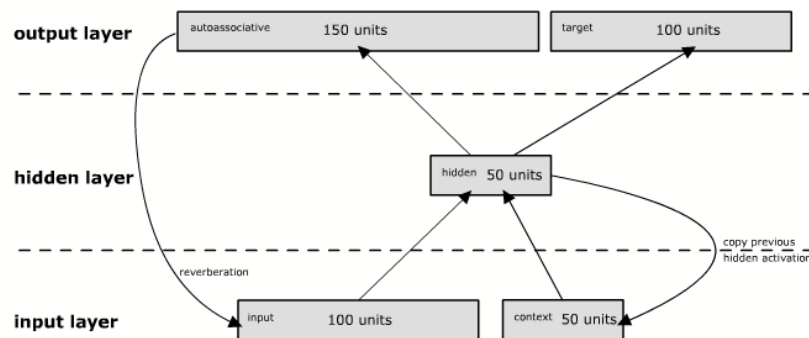 output layer
autoassociative 150 units
target 100 units
hidden layer
hidden 50 units
copy previous
hidden activation
reverberation
input layer
input 100 units
context 50 units